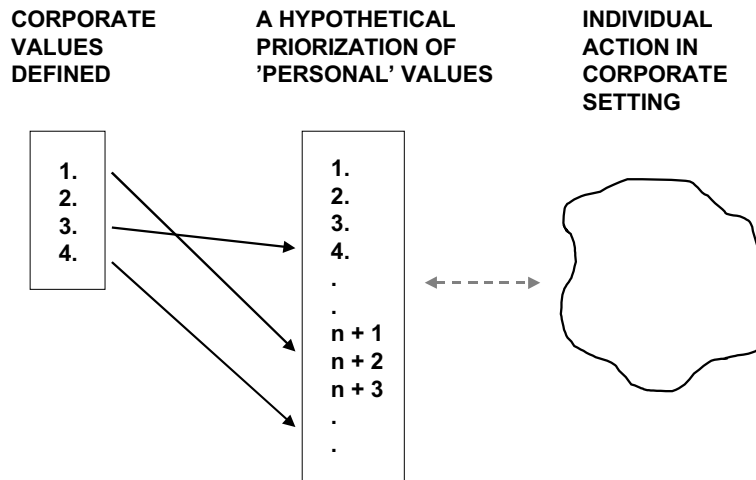 CORPORATE
VALUES
DEFINED
A HYPOTHETICAL
PRIORIZATION OF
’PERSONAL’ VALUES
INDIVIDUAL
ACTION IN
CORPORATE
SETTING
1.
2.
3.
4.
1.
2.
3.
4.
.
.
n + 1
n + 2
n + 3
.
.